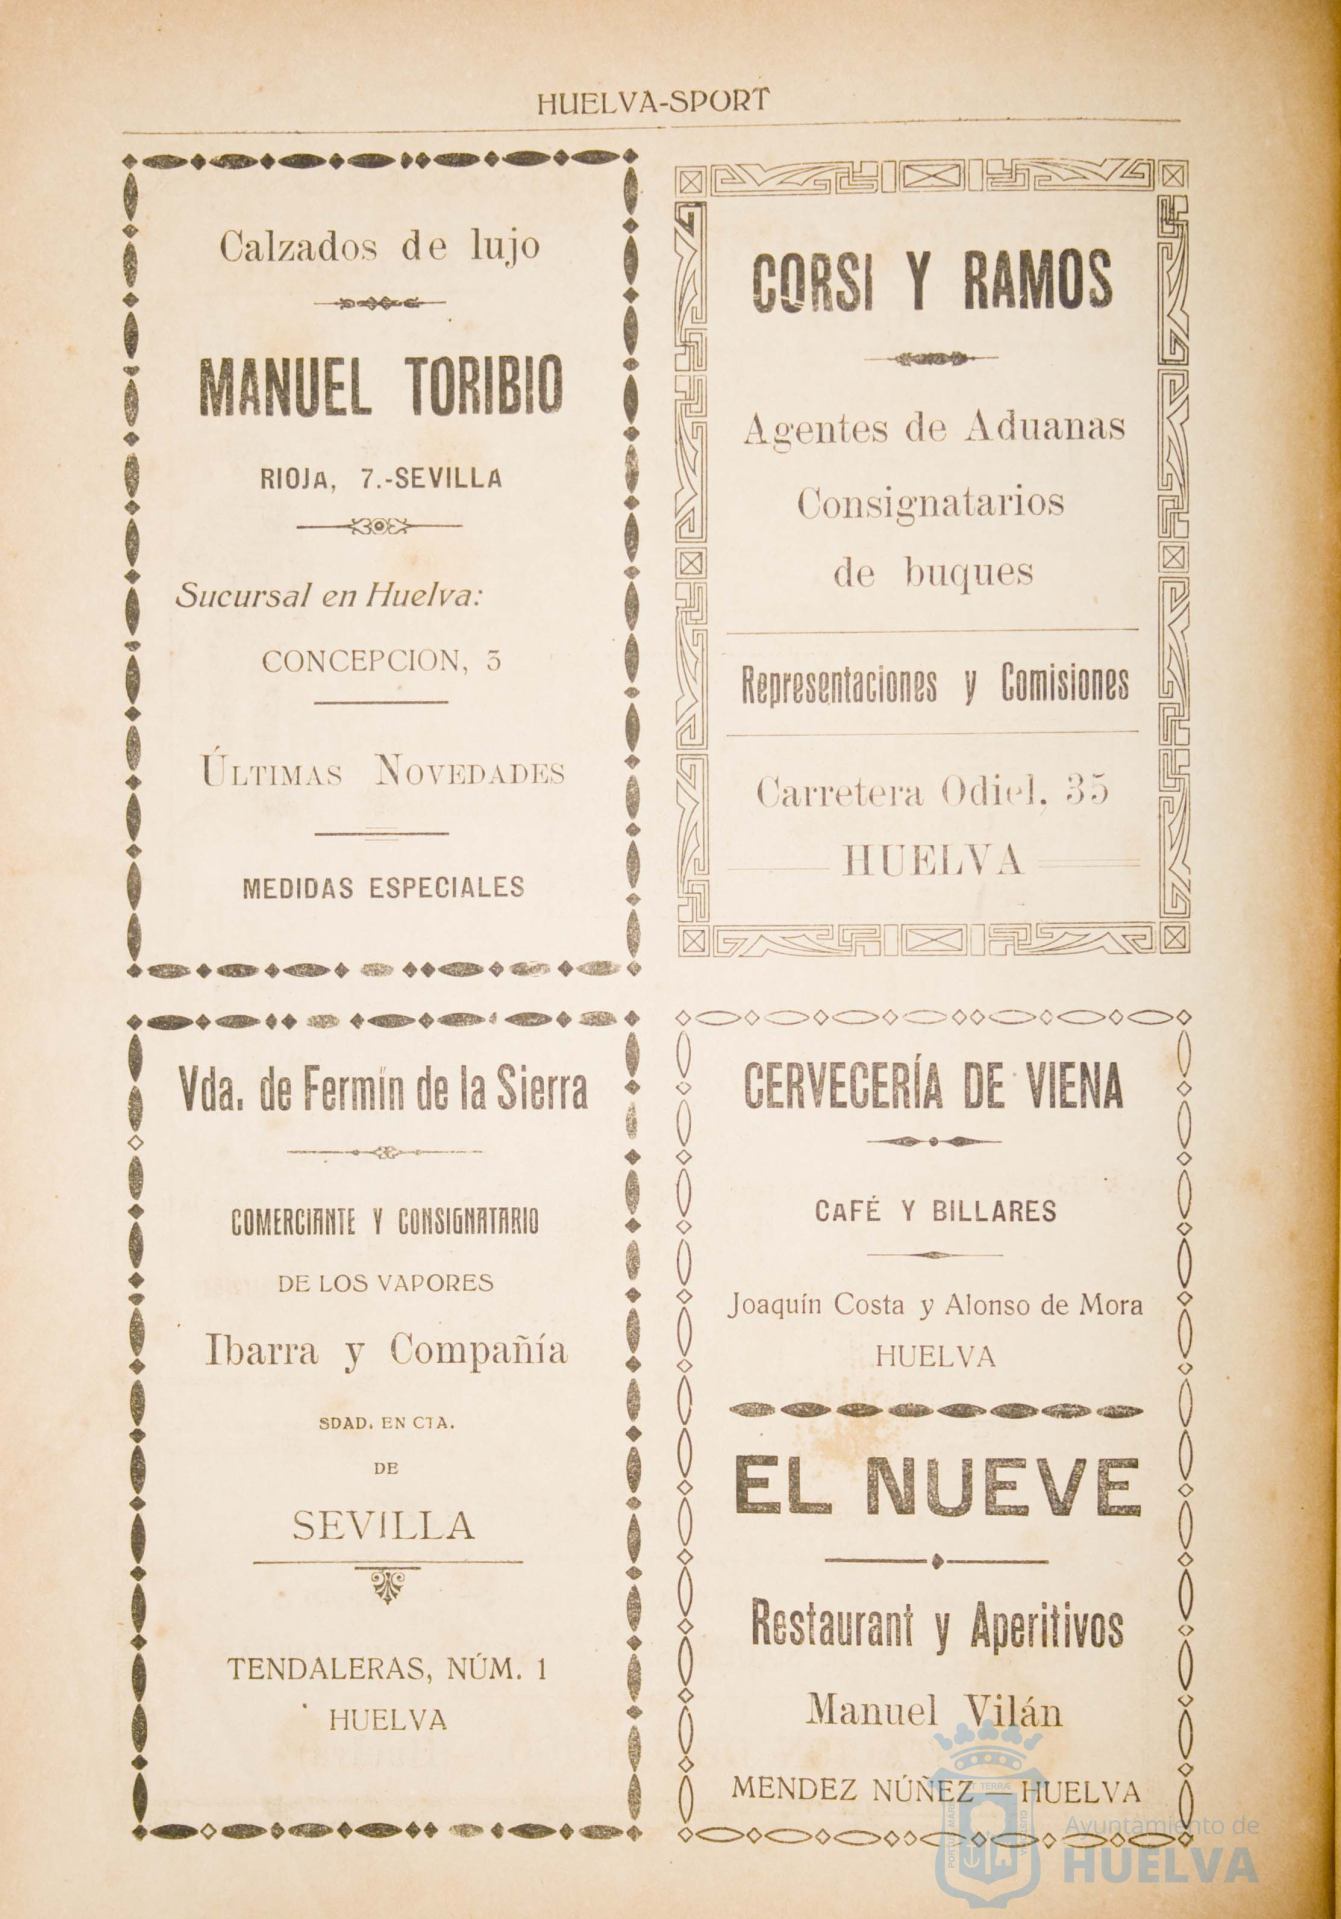 HUELVA-SPORT
Calzados de lujo
MANUEL TORIBIO
RIOJA, 7.-SEVILLA
Sucursal en Huelva:
CONCEPCION, 3
ÚLTIMAS NOVEDADES
MEDIDAS ESPECIALES
CORSI Y RAMOS
Agentes de Aduanas
Consignatarios
de buques
Representaciones y Comisiones
Carretera Odiel, 35
HUELVA
Vda. de Fermín de la Sierra
COMERCIANTE Y CONSIGNATARIO
DE LOS VAPORES
Ibarra y Compañía
SDAD. EN CTA.
DE
SEVILLA
TENDALERAS, NÚM. 1
HUELVA
CERVECERÍA DE VIENA
CAFÉ Y BILLARES
Joaquín Costa y Alonso de Mora
HUELVA
EL NUEVE
Restaurant y Aperitivos
Manuel Vilán
MENDEZ NÚÑEZ — HUELVA
Ayuntamiento de
HUELVA